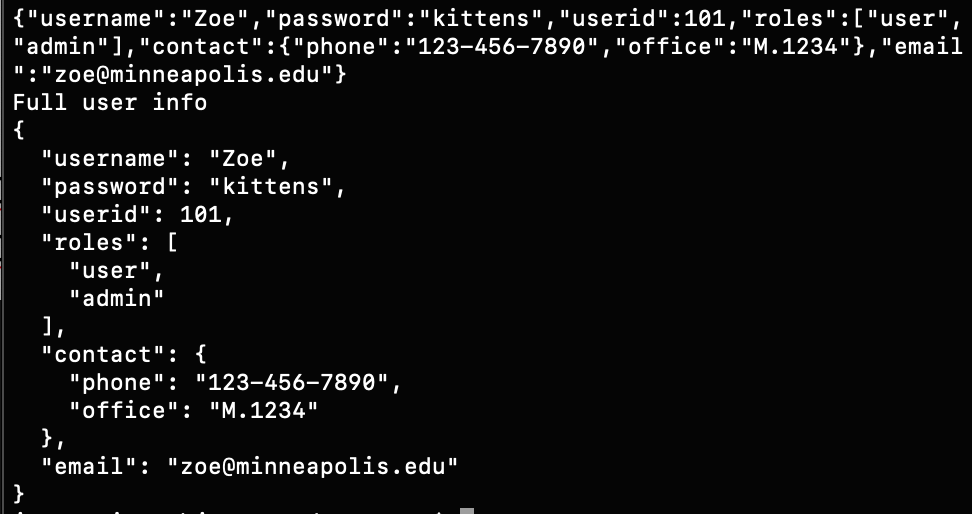 {"username":"Zoe","password":"kittens","userid":101,"roles":["user",
"admin"],"contact":{"phone":"123-456-7890","office":"M.1234"},"email
":"zoe@minneapolis.edu"}
Full user info
{
  "username": "Zoe",
  "password": "kittens",
  "userid": 101,
  "roles": [
    "user",
    "admin"
  ],
  "contact": {
    "phone": "123-456-7890",
    "office": "M.1234"
  },
  "email": "zoe@minneapolis.edu"
}